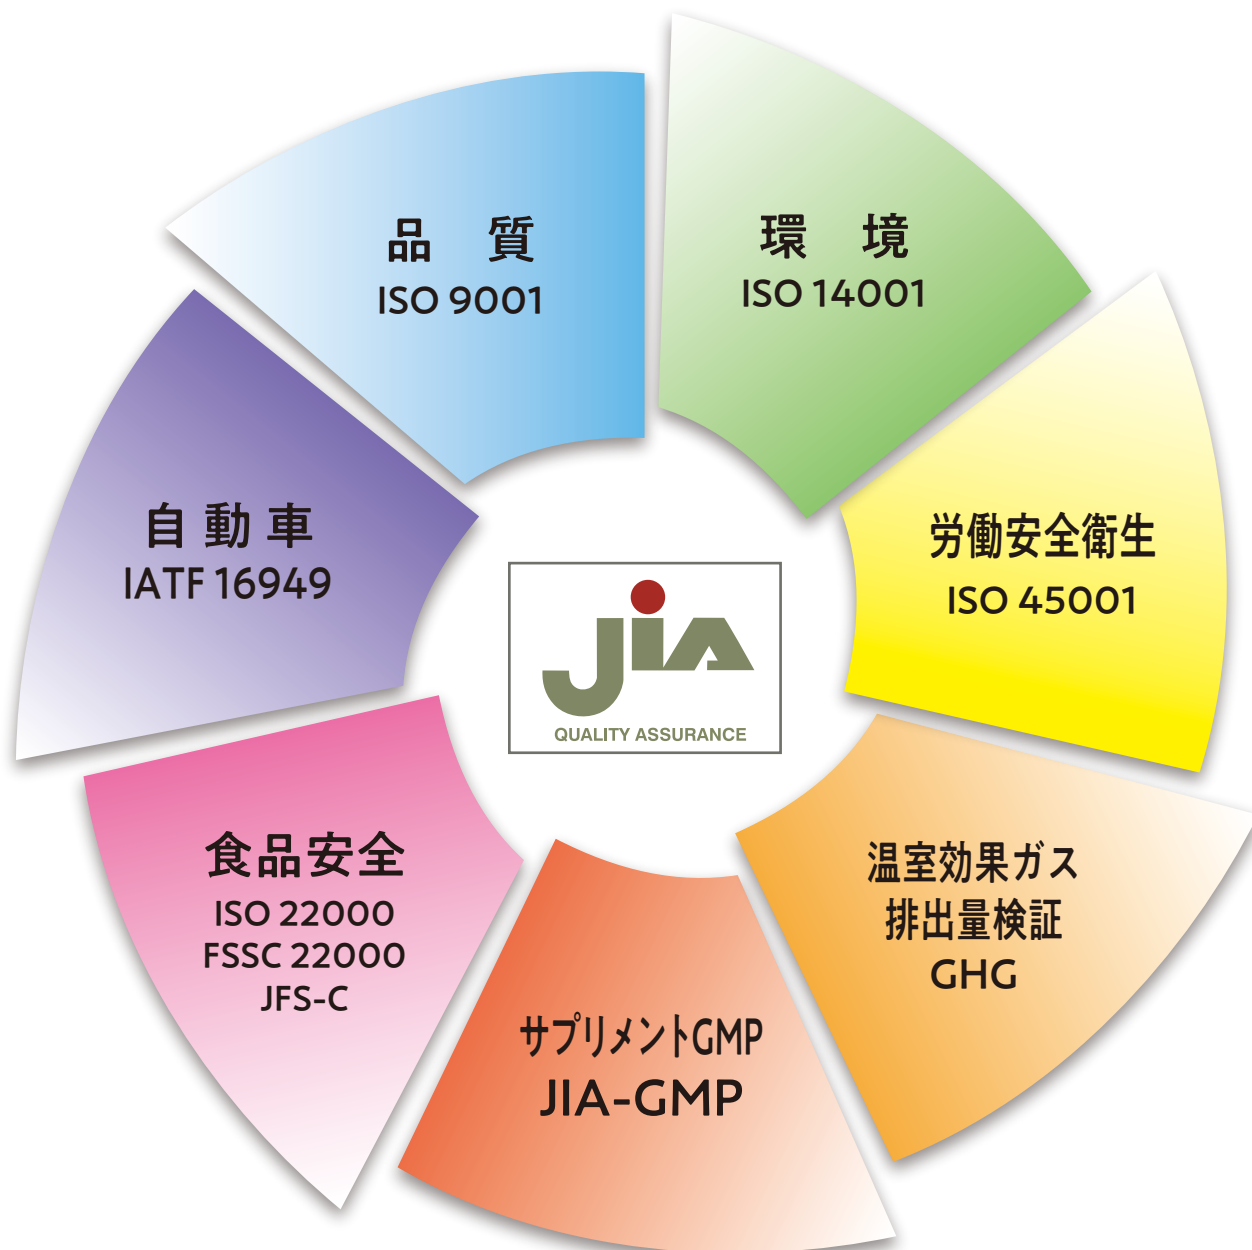 品 質
ISO 9001
環 境
ISO 14001
労働安全衛生
ISO 45001
温室効果ガス
排出量検証
GHG
サプリメントGMP
JIA-GMP
食品安全
ISO 22000
FSSC 22000
JFS-C
自動車
IATF 16949
JIA
QUALITY ASSURANCE